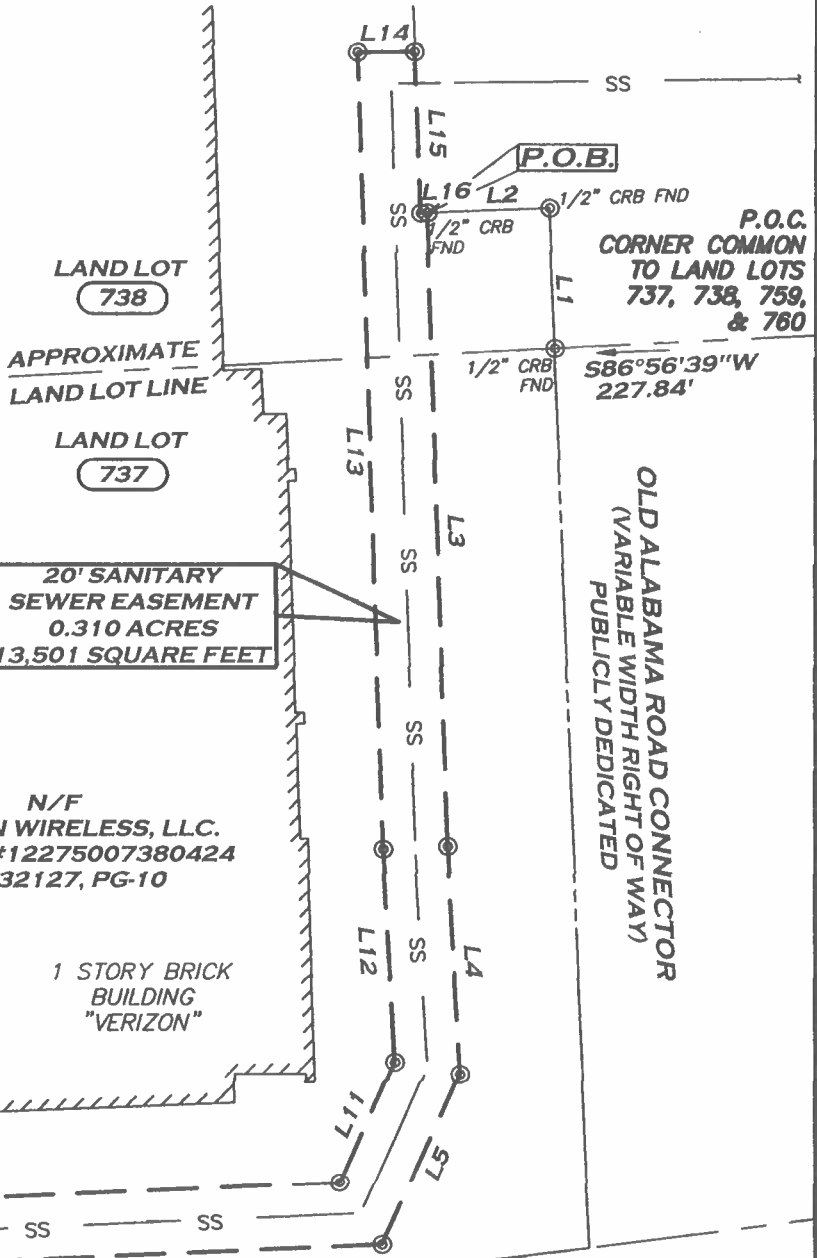 L14
SS
L15
P.O.B.
L16
L2
1/2" CRB FND
SS
1/2" CRB
FND
P.O.C.
CORNER COMMON
TO LAND LOTS
737, 738, 759,
& 760
LAND LOT
738
L1
APPROXIMATE
LAND LOT LINE
1/2" CRB
FND
S86°56'39"W
227.84'
SS
LAND LOT
737
L13
L3
SS
OLD ALABAMA ROAD CONNECTOR
(VARIABLE WIDTH RIGHT OF WAY)
PUBLICLY DEDICATED
20' SANITARY
SEWER EASEMENT
0.310 ACRES
13,501 SQUARE FEET
SS
N/F
N WIRELESS, LLC.
#12275007380424
32127, PG-10
L12
SS
L4
1 STORY BRICK
BUILDING
"VERIZON"
L11
L5
SS
SS